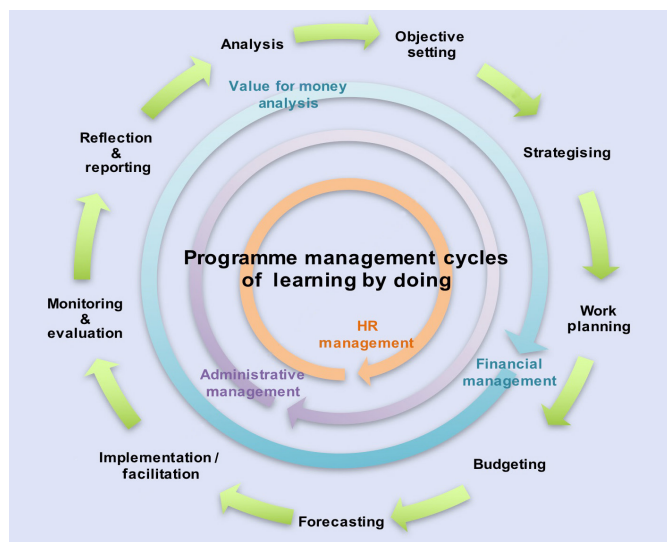 Analysis
Objective
setting
Value for money
analysis
Strategising
Reflection
&
reporting
Programme management cycles
of learning by doing
Monitoring
&
evaluation
Work
planning
HR
management
Administrative
management
Financial
management
Implementation /
facilitation
Budgeting
Forecasting